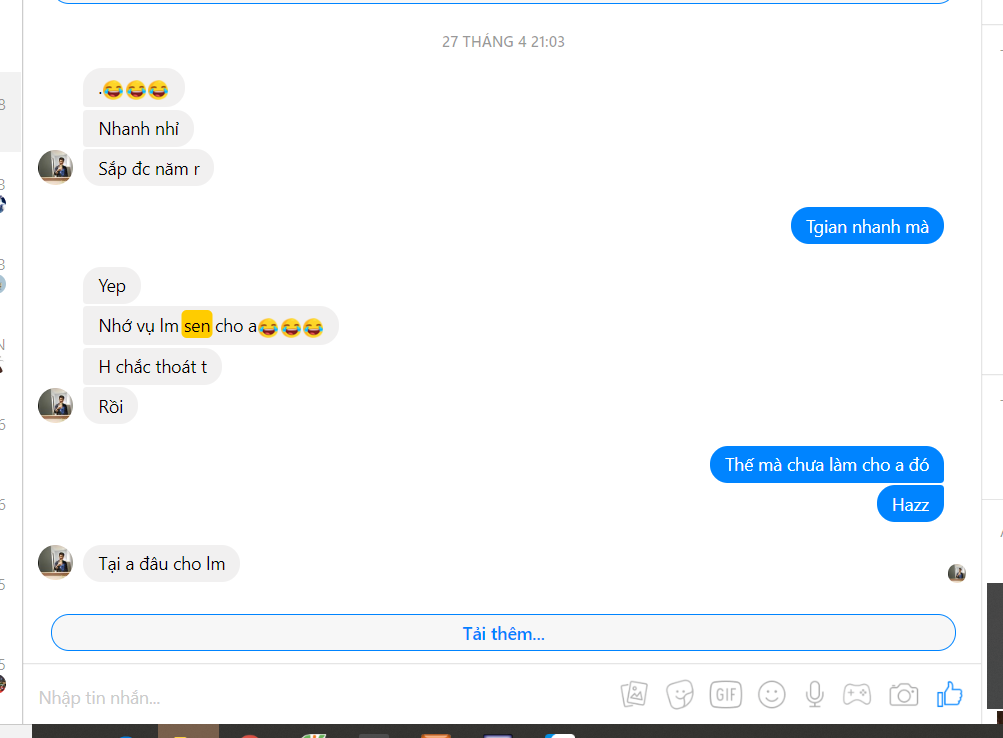 27 THÁNG 4 21:03
.😂😂😂
Nhanh nhỉ
Sắp đc năm r
Tgian nhanh mà
Yep
Nhớ vụ lm sen cho a😂😂😂
H chắc thoát t
Rồi
Thế mà chưa làm cho a đó
Hazz
Tại a đâu cho lm
Tải thêm...
Nhập tin nhắn...
GIF